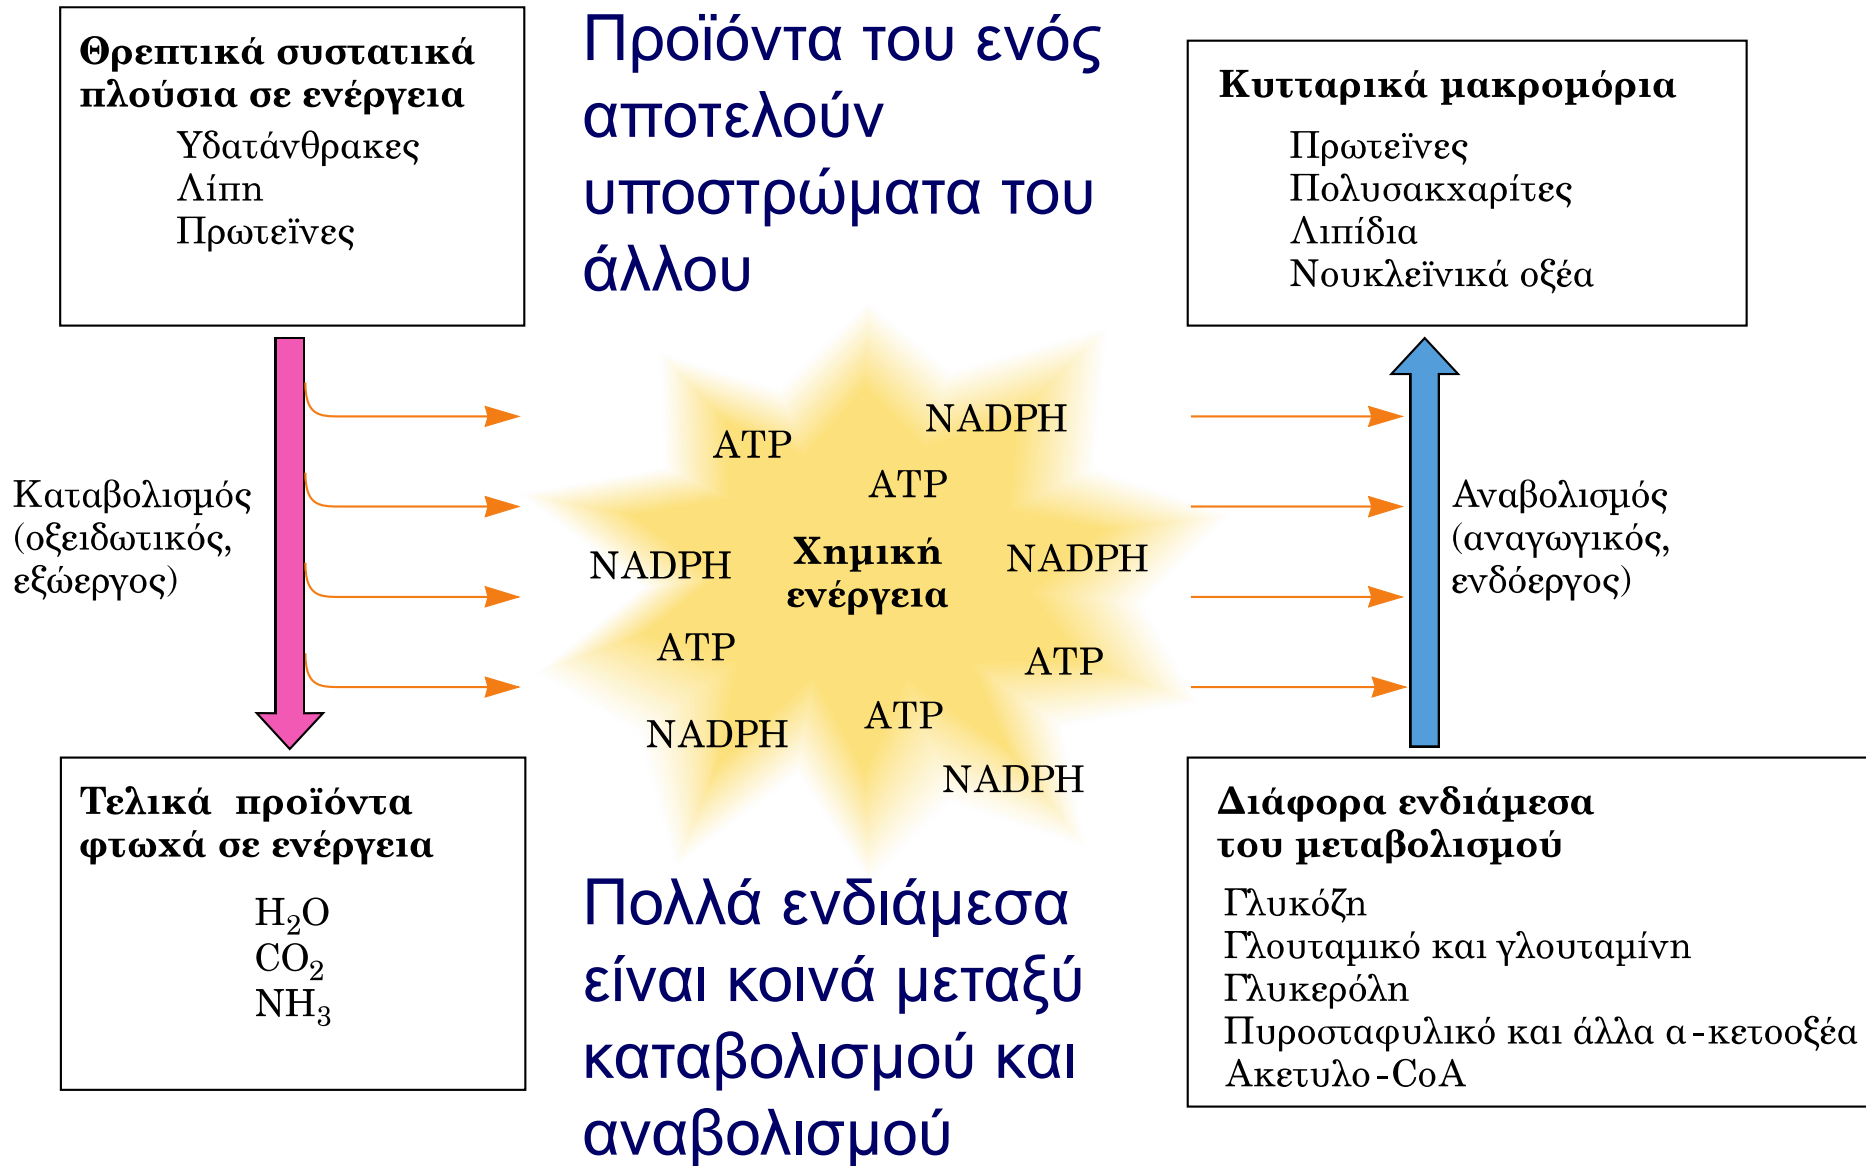 Θρεπτικά συστατικά
πλούσια σε ενέργεια
Υδατάνθρακες
Λίπη
Πρωτεϊνες
Προϊόντα του ενός
αποτελούν
υποστρώματα του
άλλου
Κυτταρικά μακρομόρια
Πρωτεϊνες
Πολυσακχαρίτες
Λιπίδια
Νουκλεϊνικά οξέα
Καταβολισμός
(οξειδωτικός,
εξώεργος)
ATP
NADPH
ATP
NADPH
Χημική
ενέργεια
NADPH
ATP
ATP
NADPH
ATP
NADPH
Αναβολισμός
(αναγωγικός,
ενδόεργος)
Τελικά προϊόντα
φτωχά σε ενέργεια
H₂O
CO₂
NH₃
Πολλά ενδιάμεσα
είναι κοινά μεταξύ
καταβολισμού και
αναβολισμού
Διάφορα ενδιάμεσα
του μεταβολισμού
Γλυκόζη
Γλουταμικό και γλουταμίνη
Γλυκερόλη
Πυροσταφυλικό και άλλα α-κετοοξέα
Ακετυλο-CoA